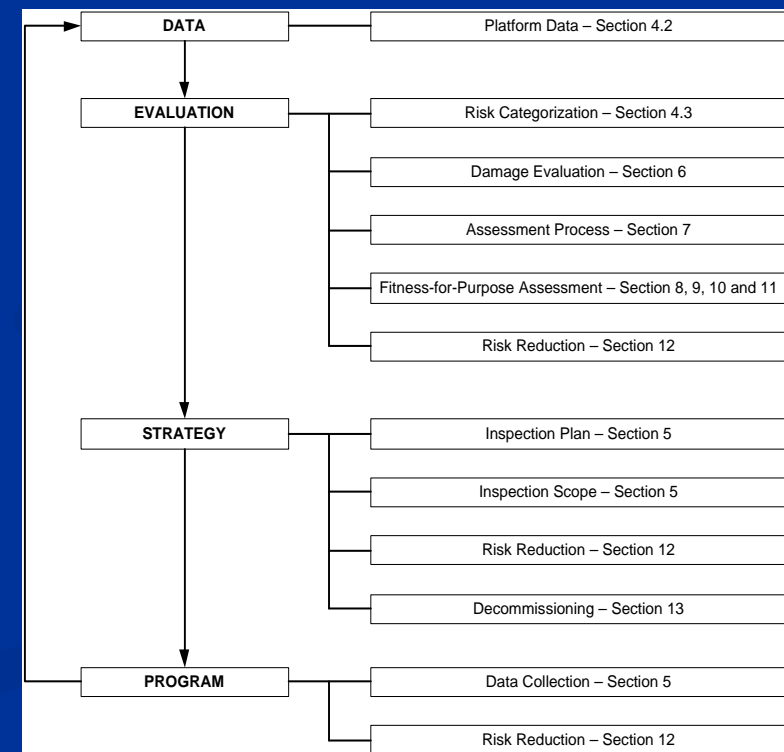 DATA
Platform Data – Section 4.2
EVALUATION
Risk Categorization – Section 4.3
Damage Evaluation – Section 6
Assessment Process – Section 7
Fitness-for-Purpose Assessment – Section 8, 9, 10 and 11
Risk Reduction – Section 12
STRATEGY
Inspection Plan – Section 5
Inspection Scope – Section 5
Risk Reduction – Section 12
Decommissioning – Section 13
PROGRAM
Data Collection – Section 5
Risk Reduction – Section 12